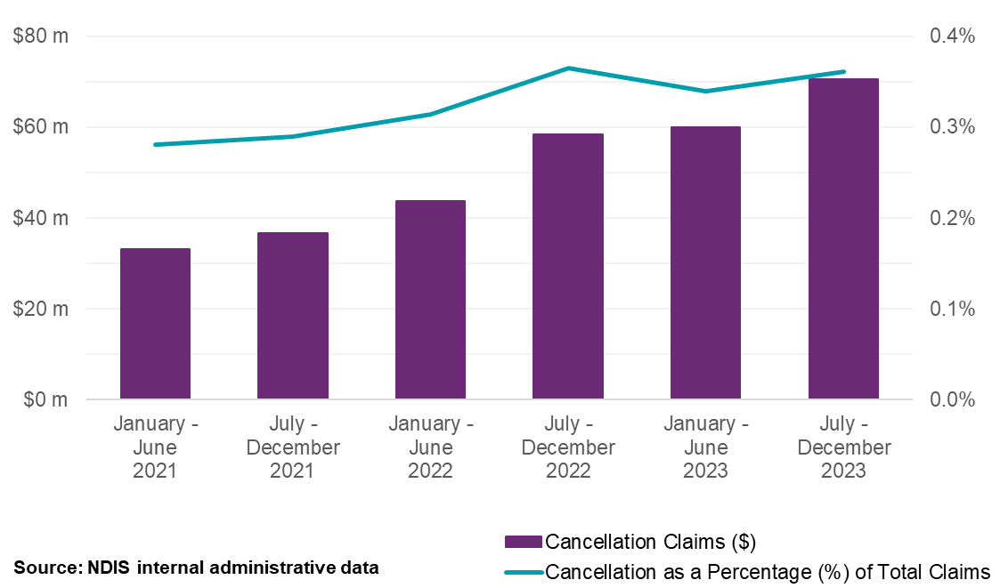 $80 m
$60 m
$40 m
$20 m
$0 m
0.4%
0.3%
0.2%
0.1%
0.0%
January -
June
2021
July -
December
2021
January -
June
2022
July -
December
2022
January -
June
2023
July -
December
2023
Cancellation Claims ($)
Cancellation as a Percentage (%) of Total Claims
Source: NDIS internal administrative data